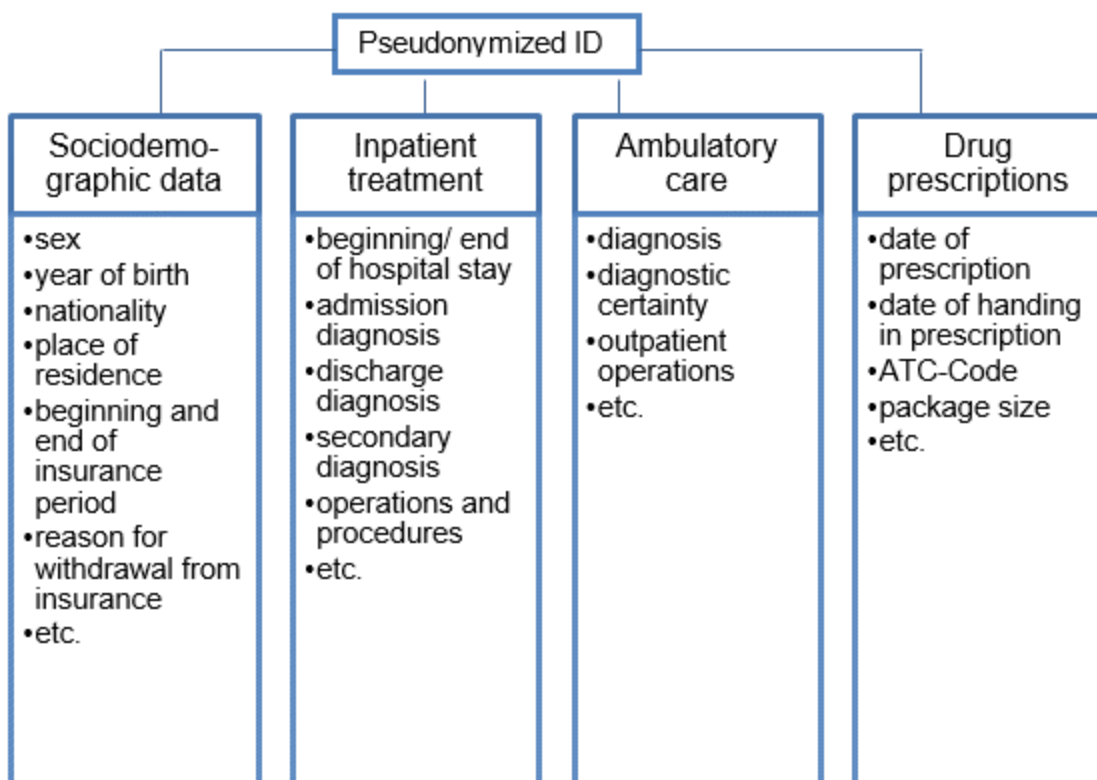 Pseudonymized ID
Sociodemo-
graphic data
•sex
•year of birth
•nationality
•place of
residence
•beginning and
end of
insurance
period
•reason for
withdrawal from
insurance
•etc.
Inpatient
treatment
•beginning/ end
of hospital stay
•admission
diagnosis
•discharge
diagnosis
•secondary
diagnosis
•operations and
procedures
•etc.
Ambulatory
care
•diagnosis
•diagnostic
certainty
•outpatient
operations
•etc.
Drug
prescriptions
•date of
prescription
•date of handing
in prescription
•ATC-Code
•package size
•etc.